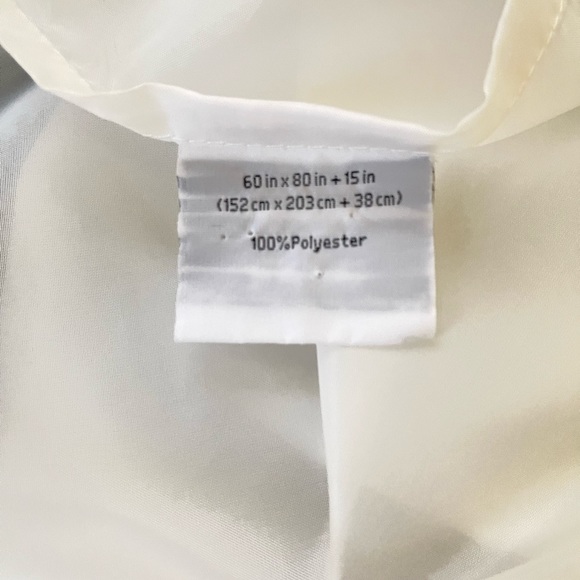 60 in x 80 in + 15 in
(152 cm x 203 cm + 38 cm)
100%Polyester